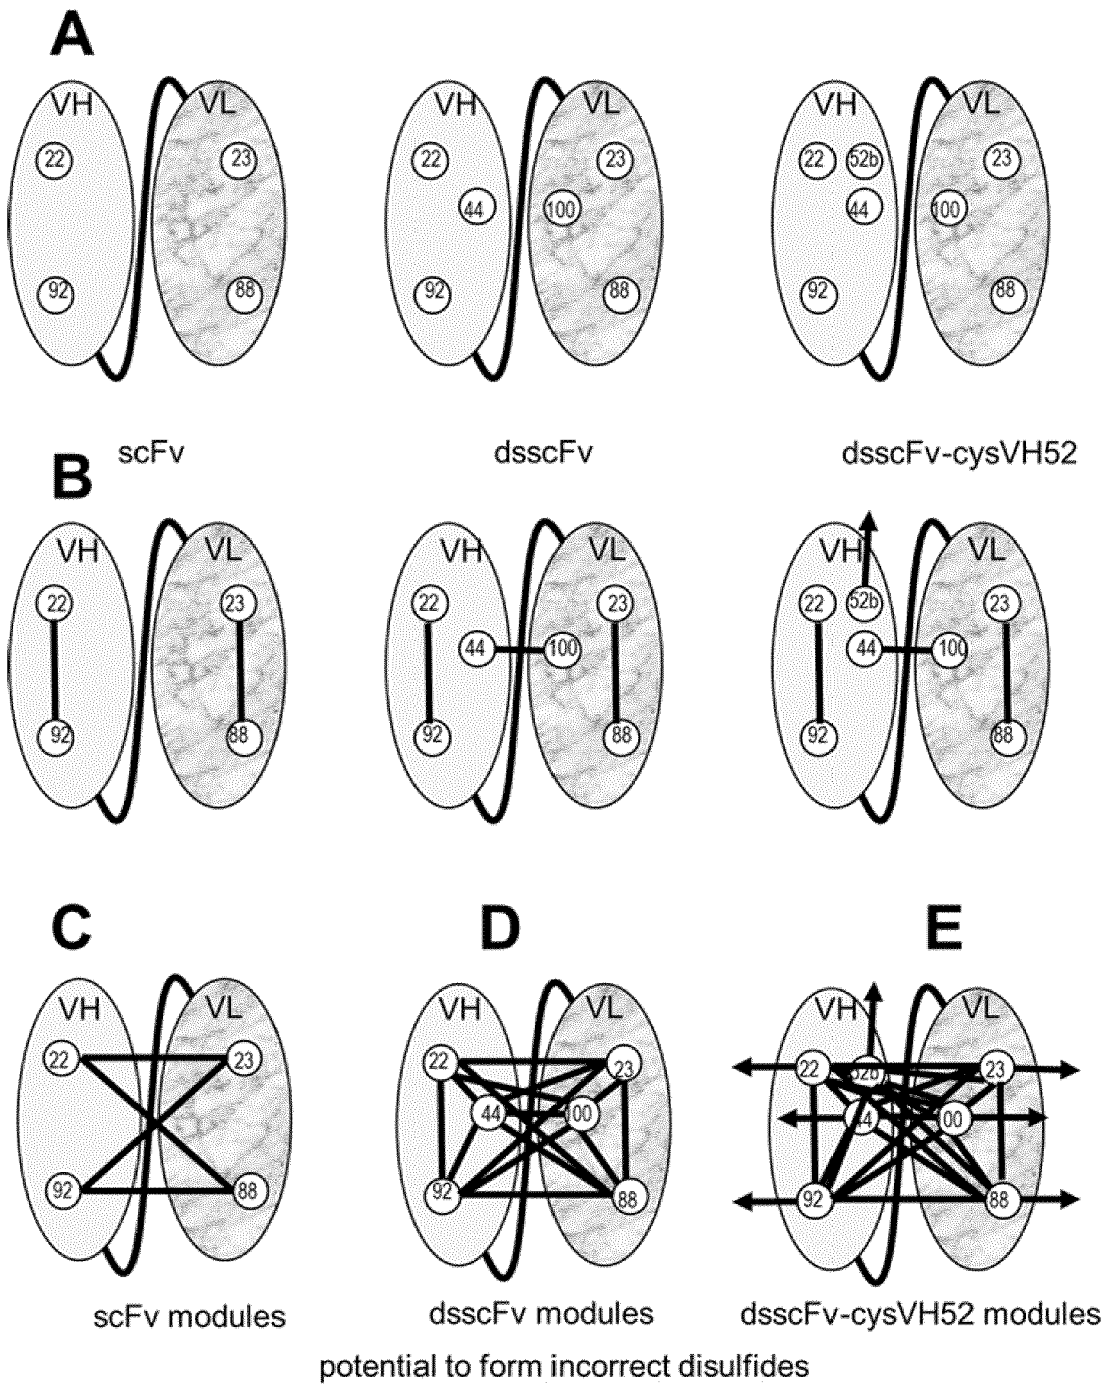 A
VH VL VH VL VH VL
22 23 22 23 22 52b 23
44 100 44 100
92 88 92 88 92 88
scFv dsscFv dsscFv-cysVH52
B
VH VL VH VL VH VL
22 23 22 23 22 52b 23
44 100 44 100
92 88 92 88 92 88
C D E
VH VL VH VL VH VL
22 23 22 23 22 52b 23
44 00 44 00
92 88 92 88 92 88
scFv modules dsscFv modules dsscFv-cysVH52 modules
potential to form incorrect disulfides